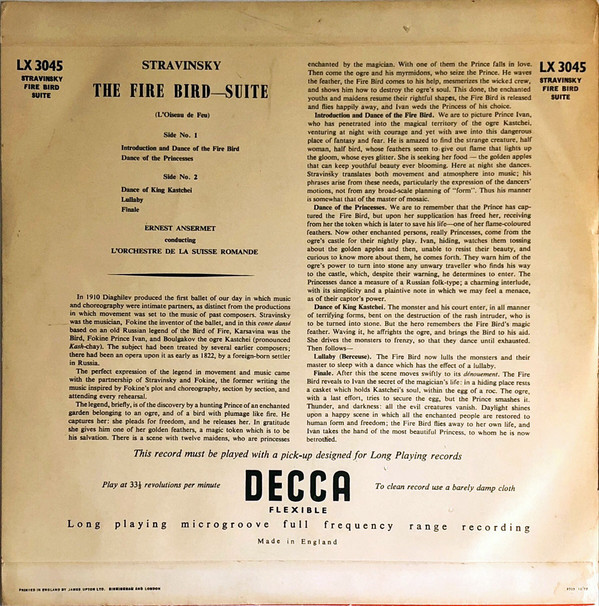 LX 3045
STRAVINSKY
FIRE BIRD
SUITE
STRAVINSKY
THE FIRE BIRD—SUITE
(L'Oiseau de Feu)
Side No. 1
Introduction and Dance of the Fire Bird
Dance of the Princesses
Side No. 2
Dance of King Kastchei
Lullaby
Finale
ERNEST ANSERMET
conducting
L'ORCHESTRE DE LA SUISSE ROMANDE
In 1910 Diaghilev produced the first ballet of our day in which music
and choreography were intimate partners, as distinct from the productions
in which movement was set to the music of past composers. Stravinsky
was the musician, Fokine the inventor of the ballet, and in this conte dansé
based on an old Russian legend of the Bird of Fire, Karsavina was the
Bird, Fokine Prince Ivan, and Boulgakov the ogre Kastchei (pronounced
Kash-chay). The subject had been treated by several earlier composers;
there had been an opera upon it as early as 1822, by a foreign-born settler
in Russia.
The perfect expression of the legend in movement and music came
with the partnership of Stravinsky and Fokine, the former writing the
music inspired by Fokine's plot and choreography, section by section, and
attending every rehearsal.
The legend, briefly, is of the discovery by a hunting Prince of an enchanted
garden belonging to an ogre, and of a bird with plumage like fire. He
captures her: she pleads for freedom, and he releases her. In gratitude
she gives him one of her golden feathers, a magic token which is to be
his salvation. There is a scene with twelve maidens, who are princesses
enchanted by the magician. With one of them the Prince falls in love.
Then come the ogre and his myrmidons, who seize the Prince. He waves
the feather, the Fire Bird comes to his help, mesmerizes the wicked crew,
and shows him how to destroy the ogre's soul. This done, the enchanted
youths and maidens resume their rightful shapes, the Fire Bird is released
and flies happily away, and Ivan weds the Princess of his choice.
Introduction and Dance of the Fire Bird. We are to picture Prince Ivan,
who has penetrated into the magical territory of the ogre Kastchei,
venturing at night with courage and yet with awe into this dangerous
place of fantasy and fear. He is amazed to find the strange creature, half
woman, half bird, whose feathers seem to give out flame that lights up
the gloom, whose eyes glitter. She is seeking her food — the golden apples
that can keep youthful beauty ever blooming. Here at night she dances.
Stravinsky translates both movement and atmosphere into music; his
phrases arise from these needs, particularly the expression of the dancers'
motions, not from any broad-scale planning of "form". Thus his manner
is somewhat that of the master of mosaic.
Dance of the Princesses. We are to remember that the Prince has cap-
tured the Fire Bird, but upon her supplication has freed her, receiving
from her the token which is later to save his life—one of her flame-coloured
feathers. Now other enchanted persons, really Princesses, come from the
ogre's castle for their nightly play. Ivan, hiding, watches them tossing
about the golden apples and then, unable to resist their beauty, and
curious to know more about them, he comes forth. They warn him of the
ogre's power to turn into stone any unwary traveller who finds his way
to the castle, which, despite their warning, he determines to enter. The
Princesses dance a measure of Russian folk-type; a charming interlude,
with its simplicity and a plaintive note in which we may feel a menace,
as of their captor's power.
Dance of King Kastchei. The monster and his court enter, in all manner
of terrifying forms, bent on the destruction of the rash intruder, who is
to be turned into stone. But the hero remembers the Fire Bird's magic
feather. Waving it, he affrights the ogre, and brings the Bird to his aid.
She drives the monsters to frenzy, so that they dance until exhausted.
Then follows—
Lullaby (Berceuse). The Fire Bird now lulls the monsters and their
master to sleep with a dance which has the effect of a lullaby.
Finale. After this the scene moves swiftly to its dénouement. The Fire
Bird reveals to Ivan the secret of the magician's life: in a hiding place rests
a casket which holds Kastchei's soul, within the egg of a roc. The ogre,
with a last effort, tries to secure the egg, but the Prince smashes it.
Thunder, and darkness: all the evil creatures vanish. Daylight shines
upon a happy scene in which all the enchanted people are restored to
human form and freedom; the Fire Bird flies away to her own life, and
Ivan takes the hand of the most beautiful Princess, to whom he is now
betrothed.
LX 3045
STRAVINSKY
FIRE BIRD
SUITE
This record must be played with a pick-up designed for Long Playing records
Play at 33⅓ revolutions per minute
DECCA
FLEXIBLE
To clean record use a barely damp cloth
Long playing microgroove full frequency range recording
Made in England
PRINTED IN ENGLAND BY JAMES UPTON LTD. BIRMINGHAM AND LONDON